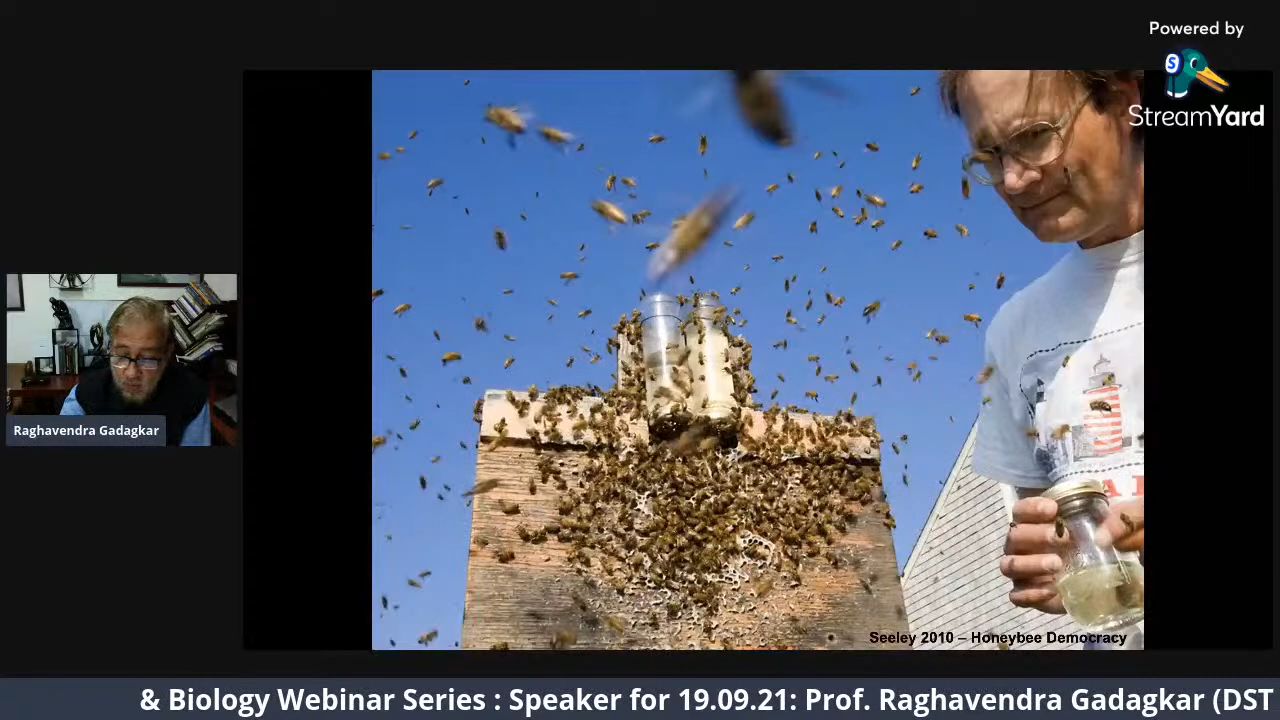 Powered by
S
StreamYard
Raghavendra Gadagkar
Seeley 2010 – Honeybee Democracy
& Biology Webinar Series : Speaker for 19.09.21: Prof. Raghavendra Gadagkar (DST